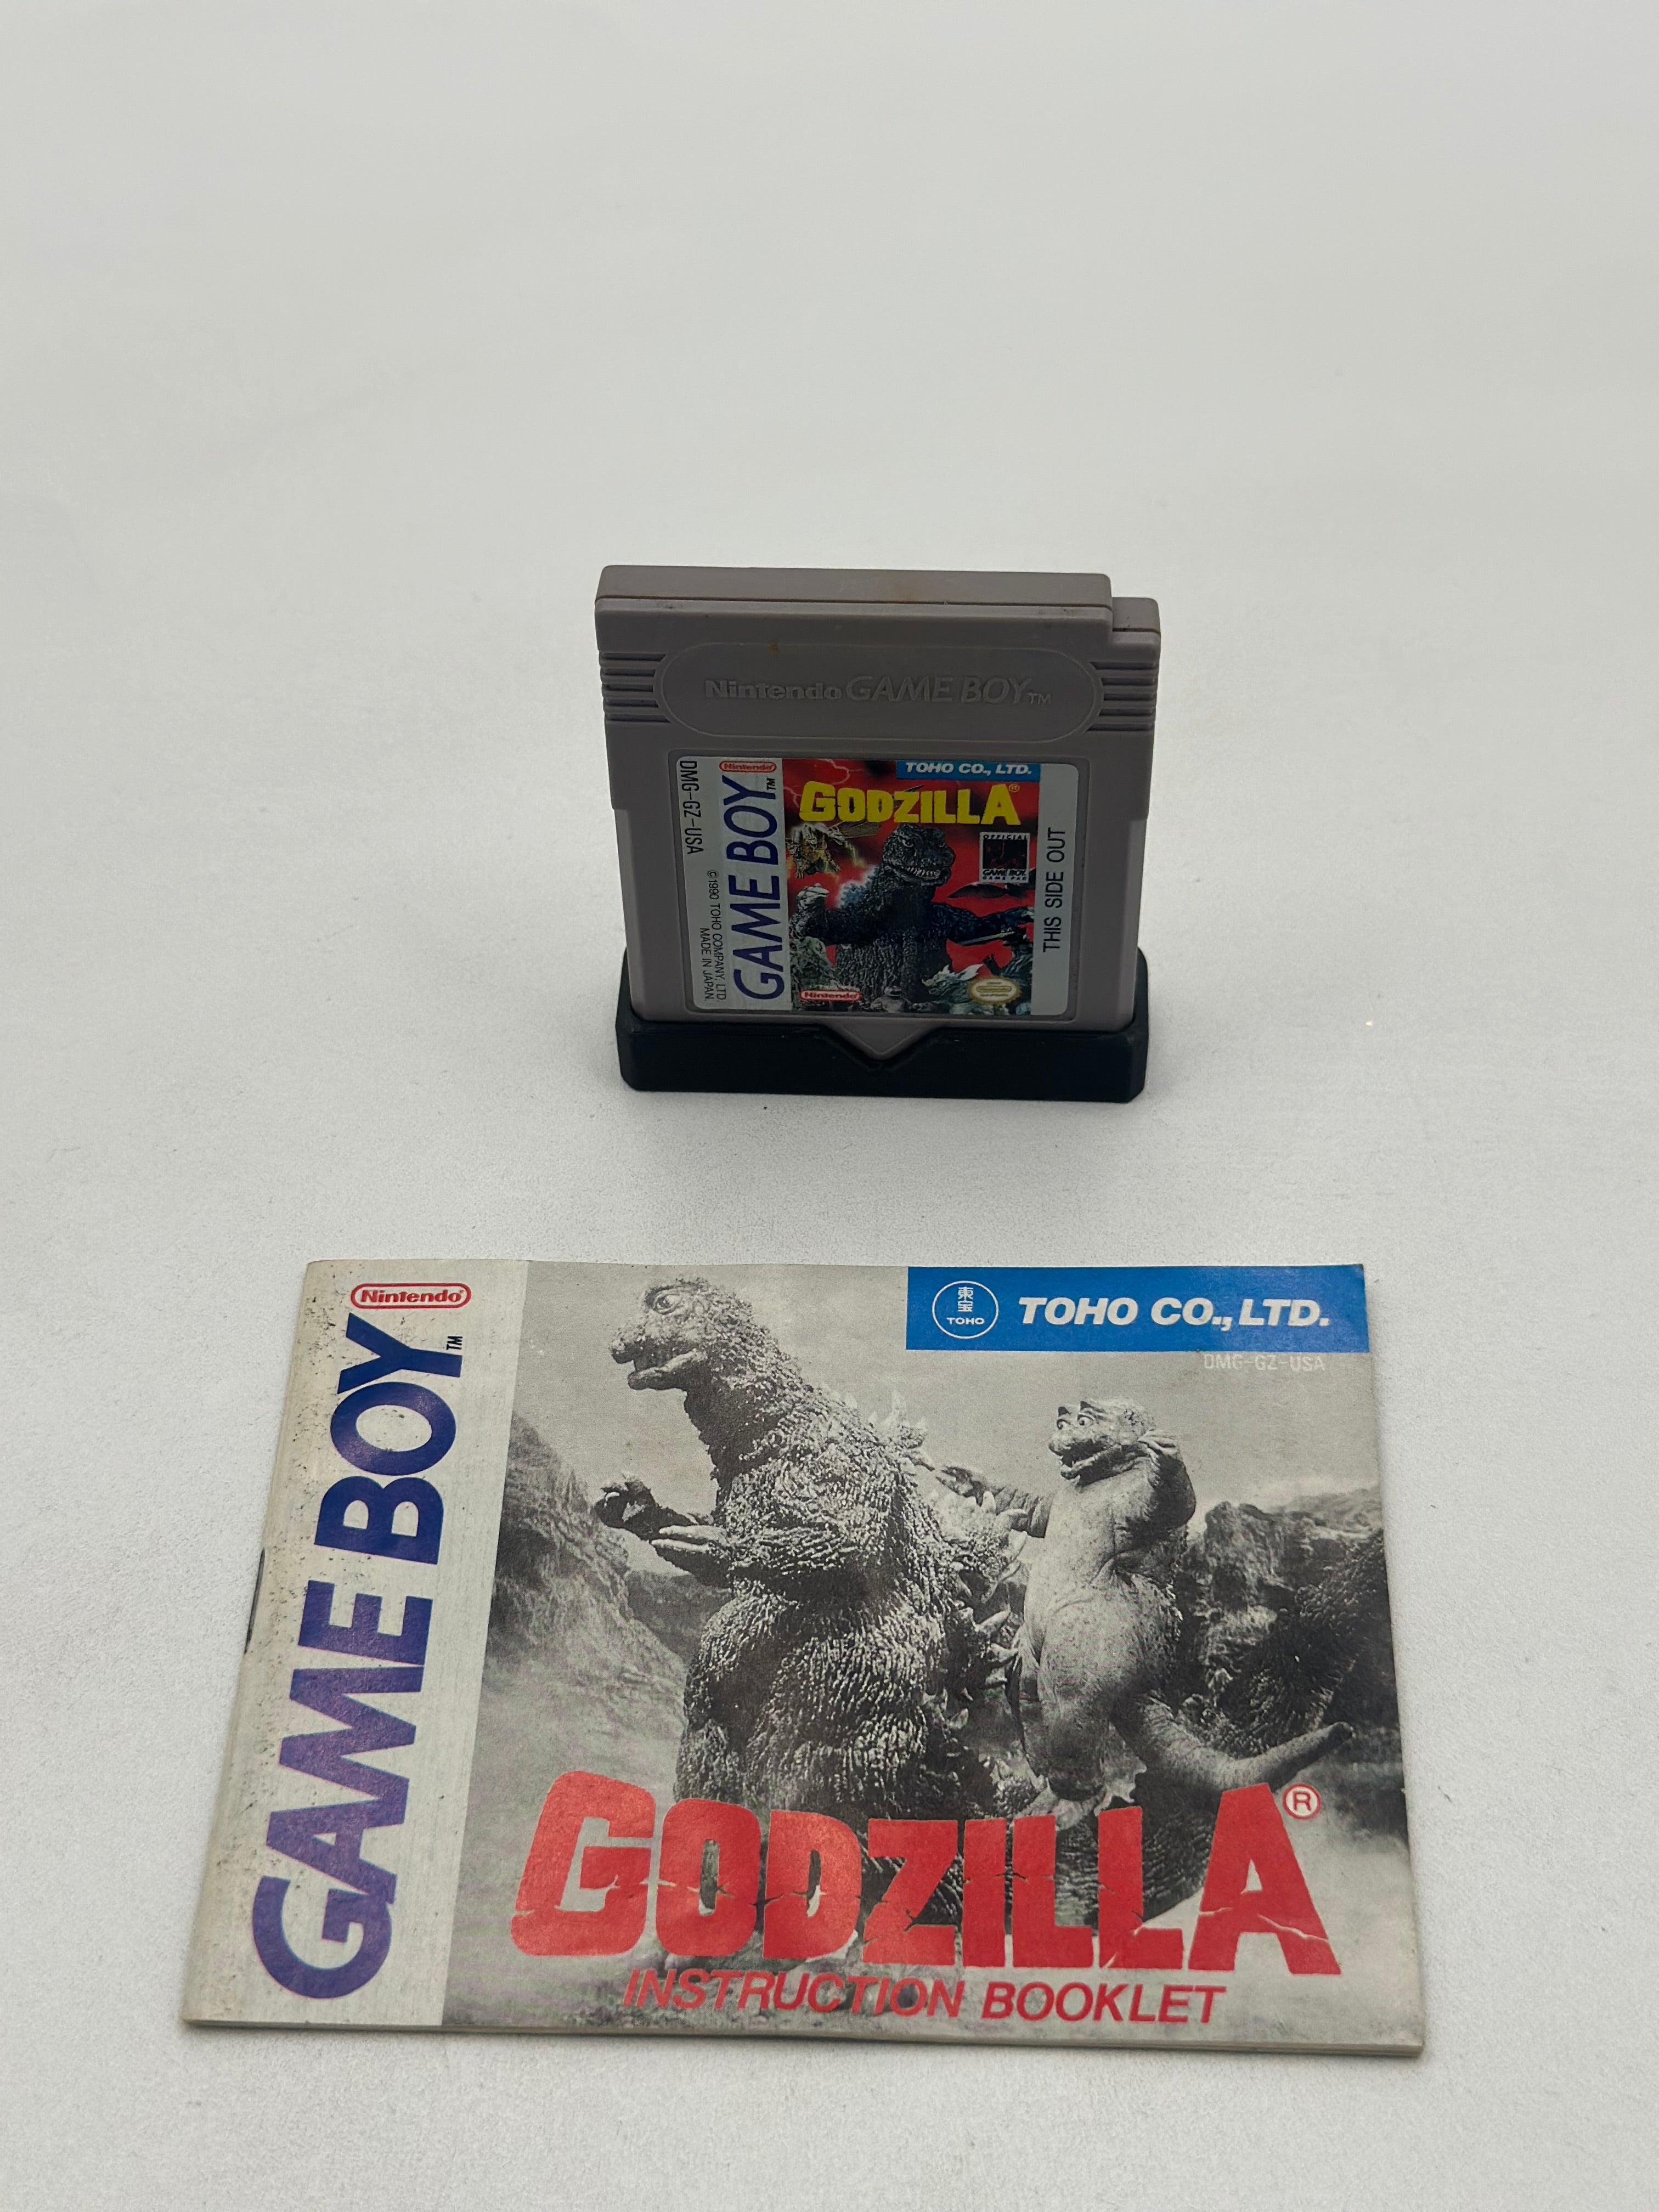 Nintendo GAME BOY™
DMG-GZ-USA
©1990 TOHO COMPANY, LTD.
MADE IN JAPAN
Nintendo
GAME BOY™
TOHO CO., LTD.
GODZILLA®
OFFICIAL
GAME BOY
GAME PAK
Nintendo
THIS SIDE OUT
Nintendo
GAME BOY™
東宝
TOHO
TOHO CO., LTD.
DMG-GZ-USA
GODZILLA®
INSTRUCTION BOOKLET